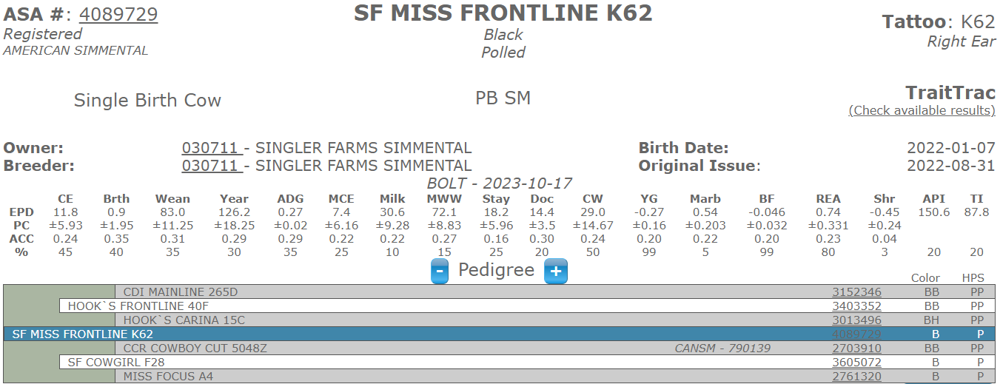 ASA #: 4089729 SF MISS FRONTLINE K62 Tattoo: K62
Registered Black Right Ear
AMERICAN SIMMENTAL Polled
Single Birth Cow PB SM TraitTrac
(Check available results)
Owner: 030711 - SINGLER FARMS SIMMENTAL Birth Date: 2022-01-07
Breeder: 030711 - SINGLER FARMS SIMMENTAL Original Issue: 2022-08-31
BOLT - 2023-10-17
CE Brth Wean Year ADG MCE Milk MWW Stay Doc CW YG Marb BF REA Shr API TI
EPD 11.8 0.9 83.0 126.2 0.27 7.4 30.6 72.1 18.2 14.4 29.0 -0.27 0.54 -0.046 0.74 -0.45 150.6 87.8
PC ±5.93 ±1.95 ±11.25 ±18.25 ±0.02 ±6.16 ±9.28 ±8.83 ±5.96 ±3.5 ±14.67 ±0.16 ±0.203 ±0.032 ±0.331 ±0.24
ACC 0.24 0.35 0.31 0.29 0.29 0.22 0.22 0.27 0.16 0.30 0.24 0.20 0.22 0.20 0.23 0.04
% 45 40 35 30 35 25 10 15 25 20 50 99 5 99 80 3 20 20
- Pedigree +
Color HPS
CDI MAINLINE 265D 3152346 BB PP
HOOK`S FRONTLINE 40F 3403352 BB PP
HOOK`S CARINA 15C 3013496 BH PP
SF MISS FRONTLINE K62 4089729 B P
CCR COWBOY CUT 5048Z CANSM - 790139 2703910 BB PP
SF COWGIRL F28 3605072 B P
MISS FOCUS A4 2761320 B P